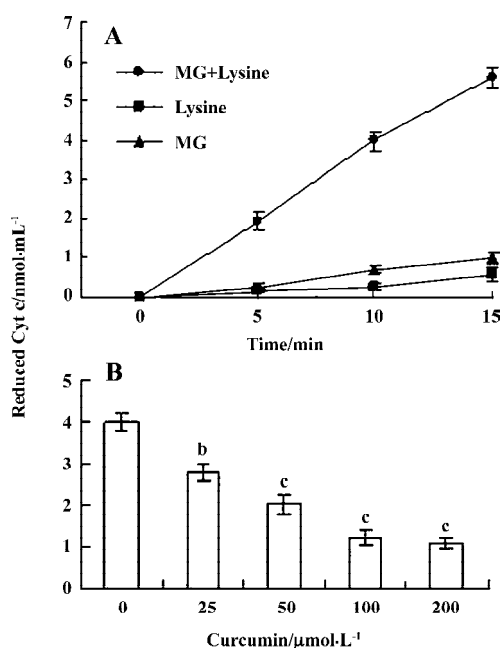 A
MG+Lysine
Lysine
MG
7
6
5
4
3
2
1
0
0 5 10 15
Time/min
Reduced Cyt c/nmol·mL⁻¹
B
5
4
3
2
1
0
b
c
c
c
0 25 50 100 200
Curcumin/μmol·L⁻¹